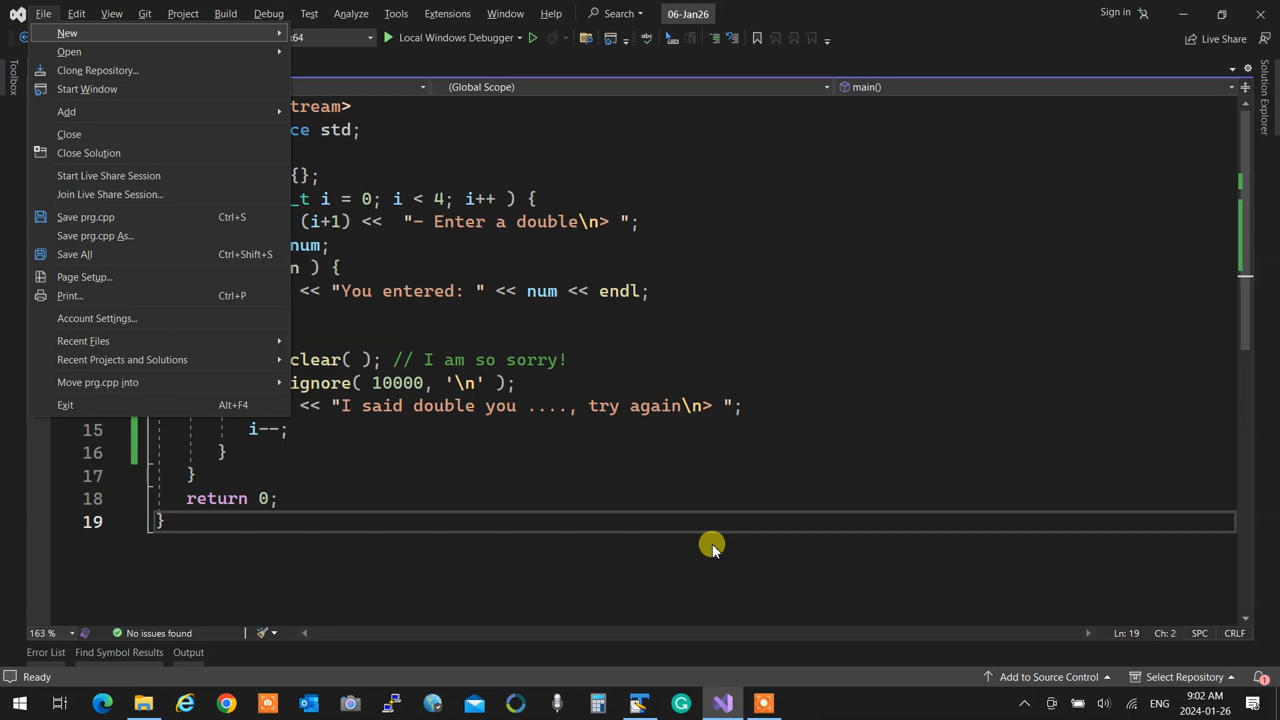 File Edit View Git Project Build Debug Test Analyze Tools Extensions Window Help Search 06-Jan26 Sign in
x64 Local Windows Debugger Live Share
New
Open
Clone Repository...
Start Window
Add
Close
Close Solution
Start Live Share Session
Join Live Share Session...
Save prg.cpp Ctrl+S
Save prg.cpp As...
Save All Ctrl+Shift+S
Page Setup...
Print... Ctrl+P
Account Settings...
Recent Files
Recent Projects and Solutions
Move prg.cpp into
Exit Alt+F4
Toolbox
Solution Explorer
(Global Scope) main()
tream>
ce std;
{};
_t i = 0; i < 4; i++ ) {
(i+1) << "- Enter a double\n> ";
num;
n ) {
<< "You entered: " << num << endl;
clear( ); // I am so sorry!
ignore( 10000, '\n' );
<< "I said double you ...., try again\n> ";
15 i--;
16 }
17 }
18 return 0;
19 }
163 % No issues found Ln: 19 Ch: 2 SPC CRLF
Error List Find Symbol Results Output
Ready Add to Source Control Select Repository 1
ENG 9:02 AM
2024-01-26